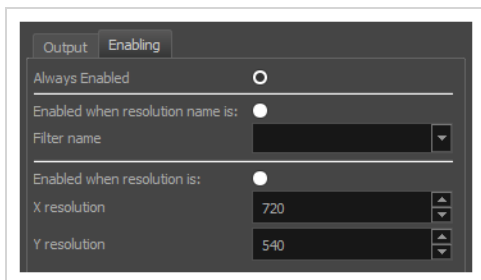 Output Enabling
Always Enabled
Enabled when resolution name is:
Filter name
Enabled when resolution is:
X resolution 720
Y resolution 540